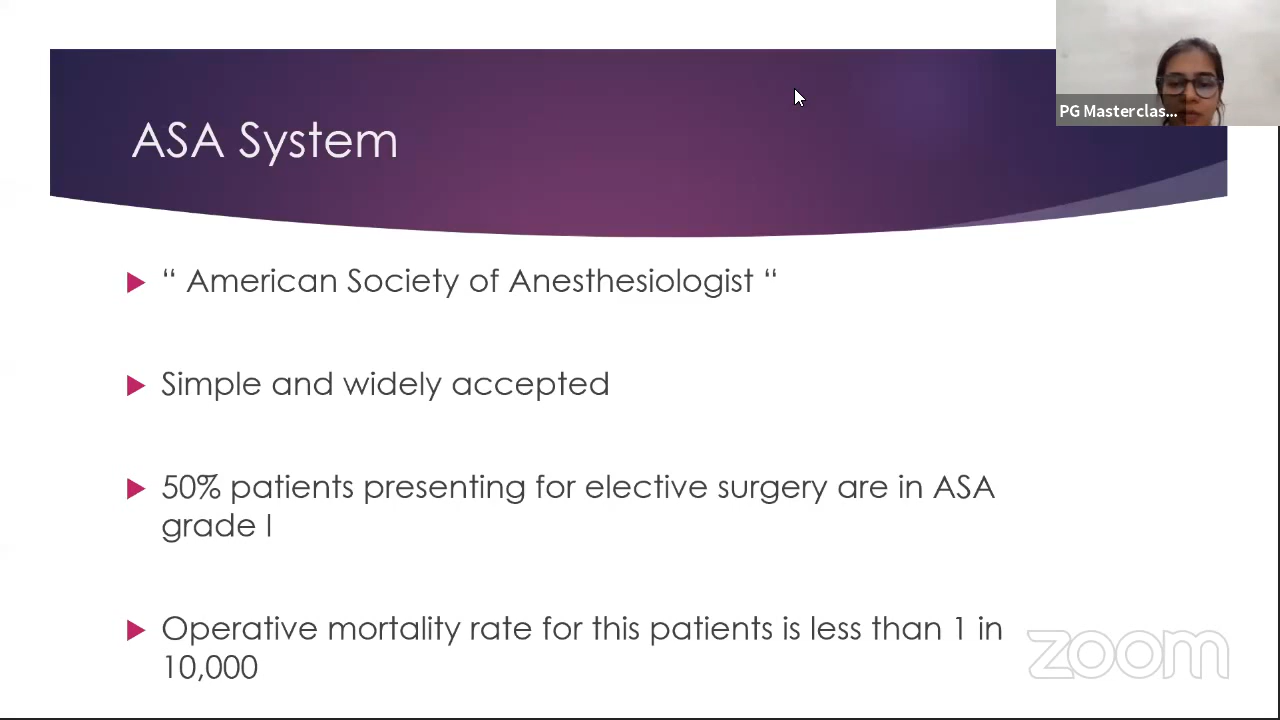 PG Masterclas...
ASA System
“ American Society of Anesthesiologist “
Simple and widely accepted
50% patients presenting for elective surgery are in ASA
grade I
Operative mortality rate for this patients is less than 1 in
10,000
zoom